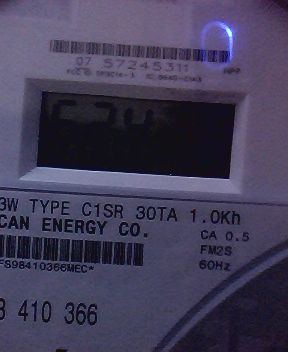 07 57245311
3W TYPE C1SR 30TA 1.0Kh
CAN ENERGY CO.
CA 0.5
FM2S
60Hz
FS98410366MEC*
3 410 366